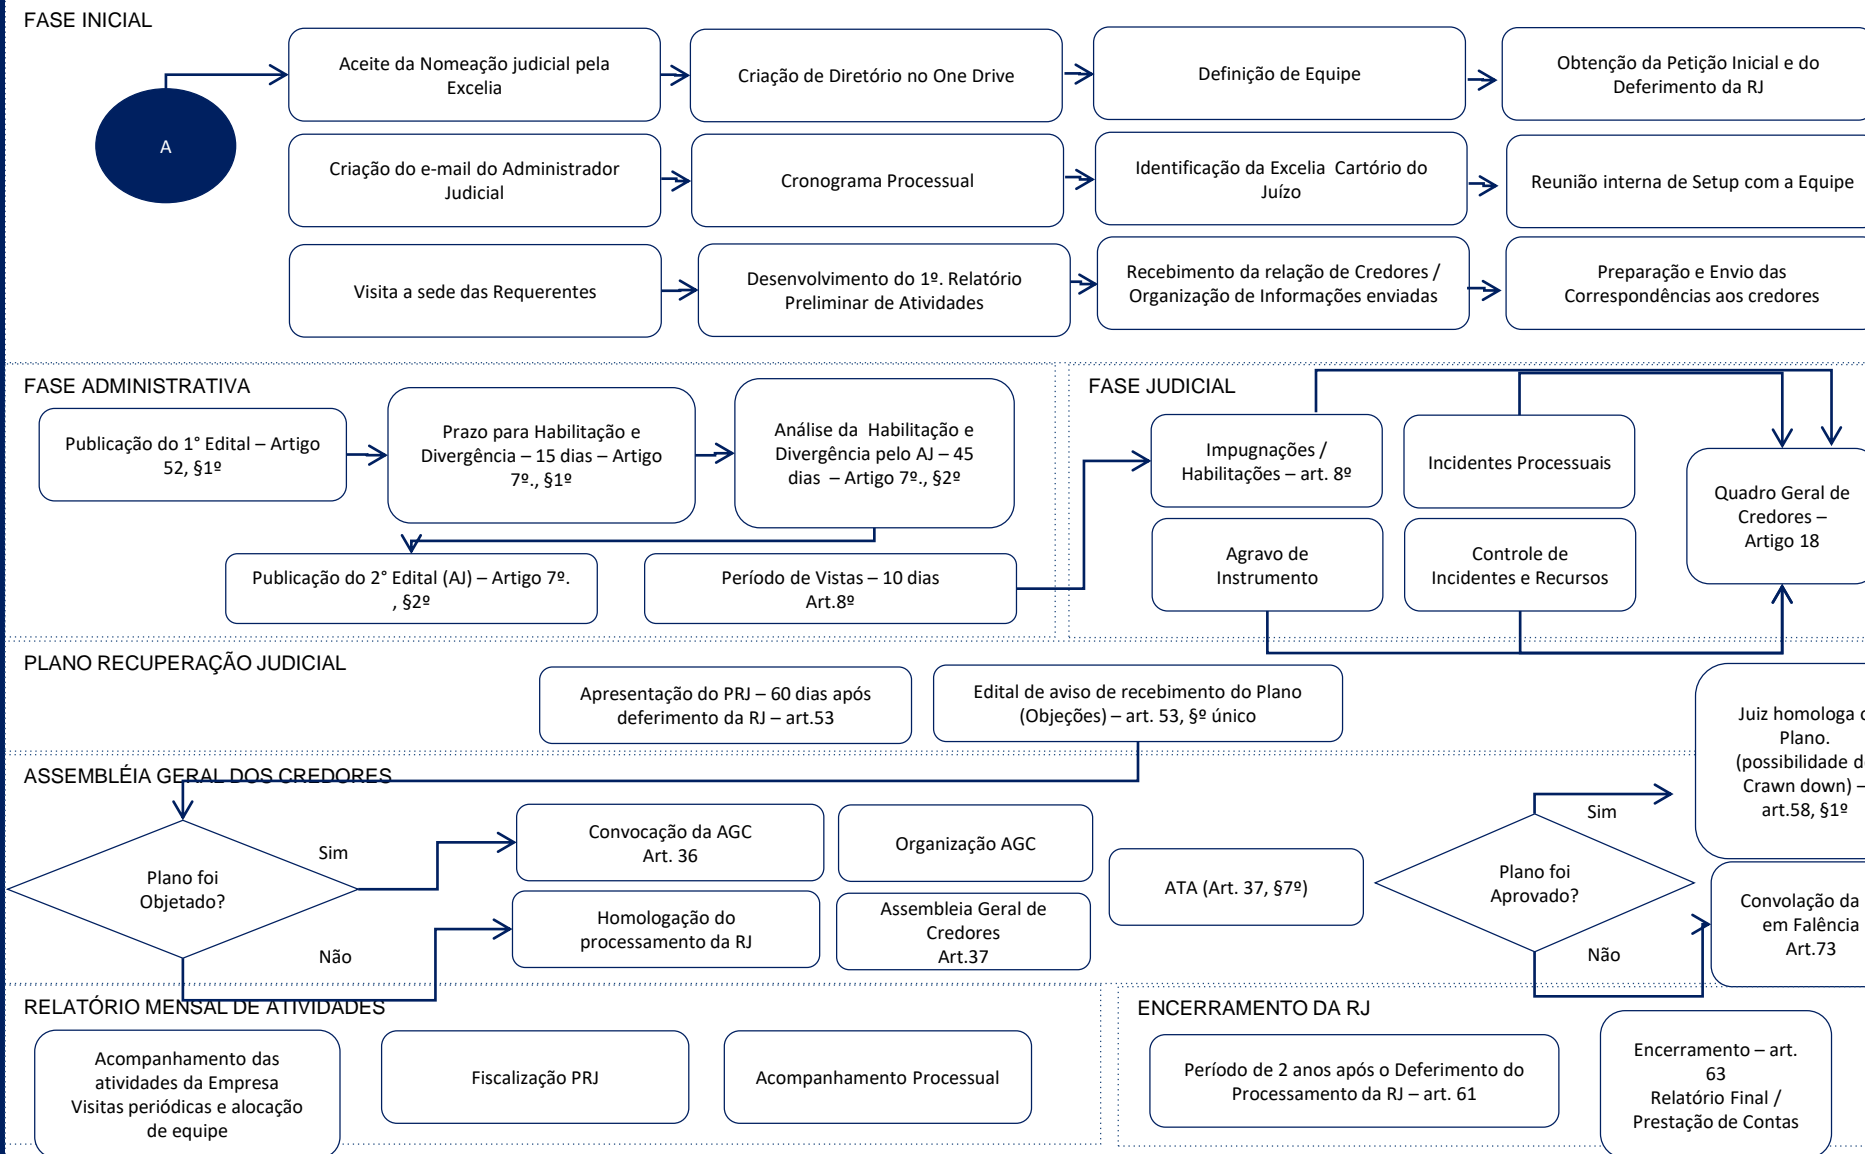 FASE INICIAL
A
Aceite da Nomeação judicial pela
Excelia
Criação de Diretório no One Drive
Definição de Equipe
Obtenção da Petição Inicial e do
Deferimento da RJ
Criação do e-mail do Administrador
Judicial
Cronograma Processual
Identificação da Excelia Cartório do
Juízo
Reunião interna de Setup com a Equipe
Visita a sede das Requerentes
Desenvolvimento do 1º. Relatório
Preliminar de Atividades
Recebimento da relação de Credores /
Organização de Informações enviadas
Preparação e Envio das
Correspondências aos credores
FASE ADMINISTRATIVA
Publicação do 1° Edital – Artigo
52, §1º
Prazo para Habilitação e
Divergência – 15 dias – Artigo
7º., §1º
Análise da Habilitação e
Divergência pelo AJ – 45
dias – Artigo 7º., §2º
Publicação do 2° Edital (AJ) – Artigo 7º.
, §2º
Período de Vistas – 10 dias
Art.8º
FASE JUDICIAL
Impugnações /
Habilitações – art. 8º
Incidentes Processuais
Agravo de
Instrumento
Controle de
Incidentes e Recursos
Quadro Geral de
Credores –
Artigo 18
PLANO RECUPERAÇÃO JUDICIAL
Apresentação do PRJ – 60 dias após
deferimento da RJ – art.53
Edital de aviso de recebimento do Plano
(Objeções) – art. 53, §º único
Juiz homologa
Plano.
(possibilidade
Crawn down) –
art.58, §1º
ASSEMBLÉIA GERAL DOS CREDORES
Plano foi
Objetado?
Sim
Não
Convocação da AGC
Art. 36
Organização AGC
Homologação do
processamento da RJ
Assembleia Geral de
Credores
Art.37
ATA (Art. 37, §7º)
Plano foi
Aprovado?
Sim
Não
Convolação da
em Falência
Art.73
RELATÓRIO MENSAL DE ATIVIDADES
Acompanhamento das
atividades da Empresa
Visitas periódicas e alocação
de equipe
Fiscalização PRJ
Acompanhamento Processual
ENCERRAMENTO DA RJ
Período de 2 anos após o Deferimento do
Processamento da RJ – art. 61
Encerramento – art.
63
Relatório Final /
Prestação de Contas